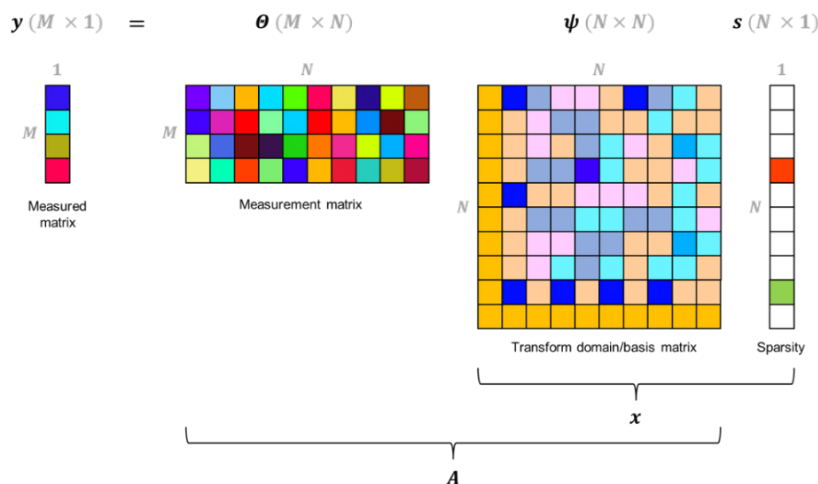 y (M × 1) = Θ (M × N) ψ (N × N) s (N × 1)
1 N N 1
M M N N
Measured matrix
Measurement matrix
Transform domain/basis matrix
Sparsity
x
A